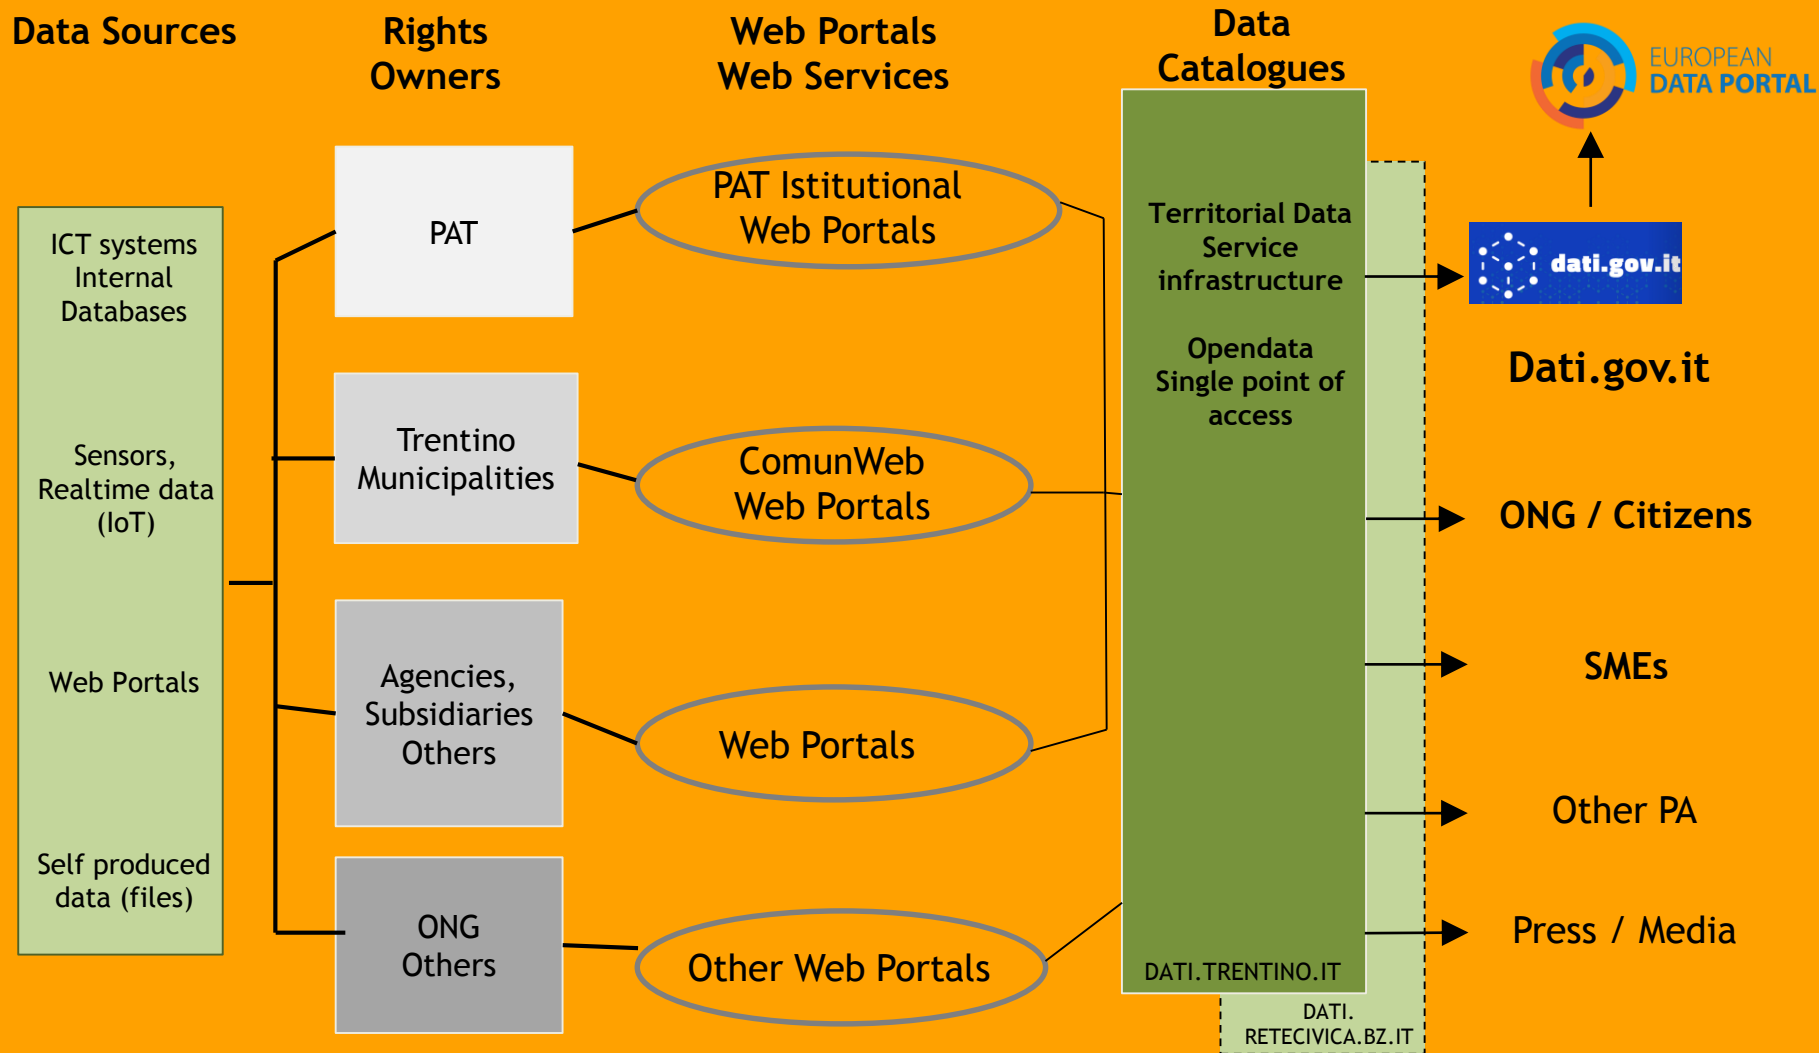 Data Sources
Rights
Owners
Web Portals
Web Services
Data
Catalogues
EUROPEAN
DATA PORTAL
ICT systems
Internal
Databases
Sensors,
Realtime data
(IoT)
Web Portals
Self produced
data (files)
PAT
Trentino
Municipalities
Agencies,
Subsidiaries
Others
ONG
Others
PAT Istitutional
Web Portals
ComunWeb
Web Portals
Web Portals
Other Web Portals
Territorial Data
Service
infrastructure
Opendata
Single point of
access
DATI.TRENTINO.IT
DATI.
RETECIVICA.BZ.IT
dati.gov.it
Dati.gov.it
ONG / Citizens
SMEs
Other PA
Press / Media